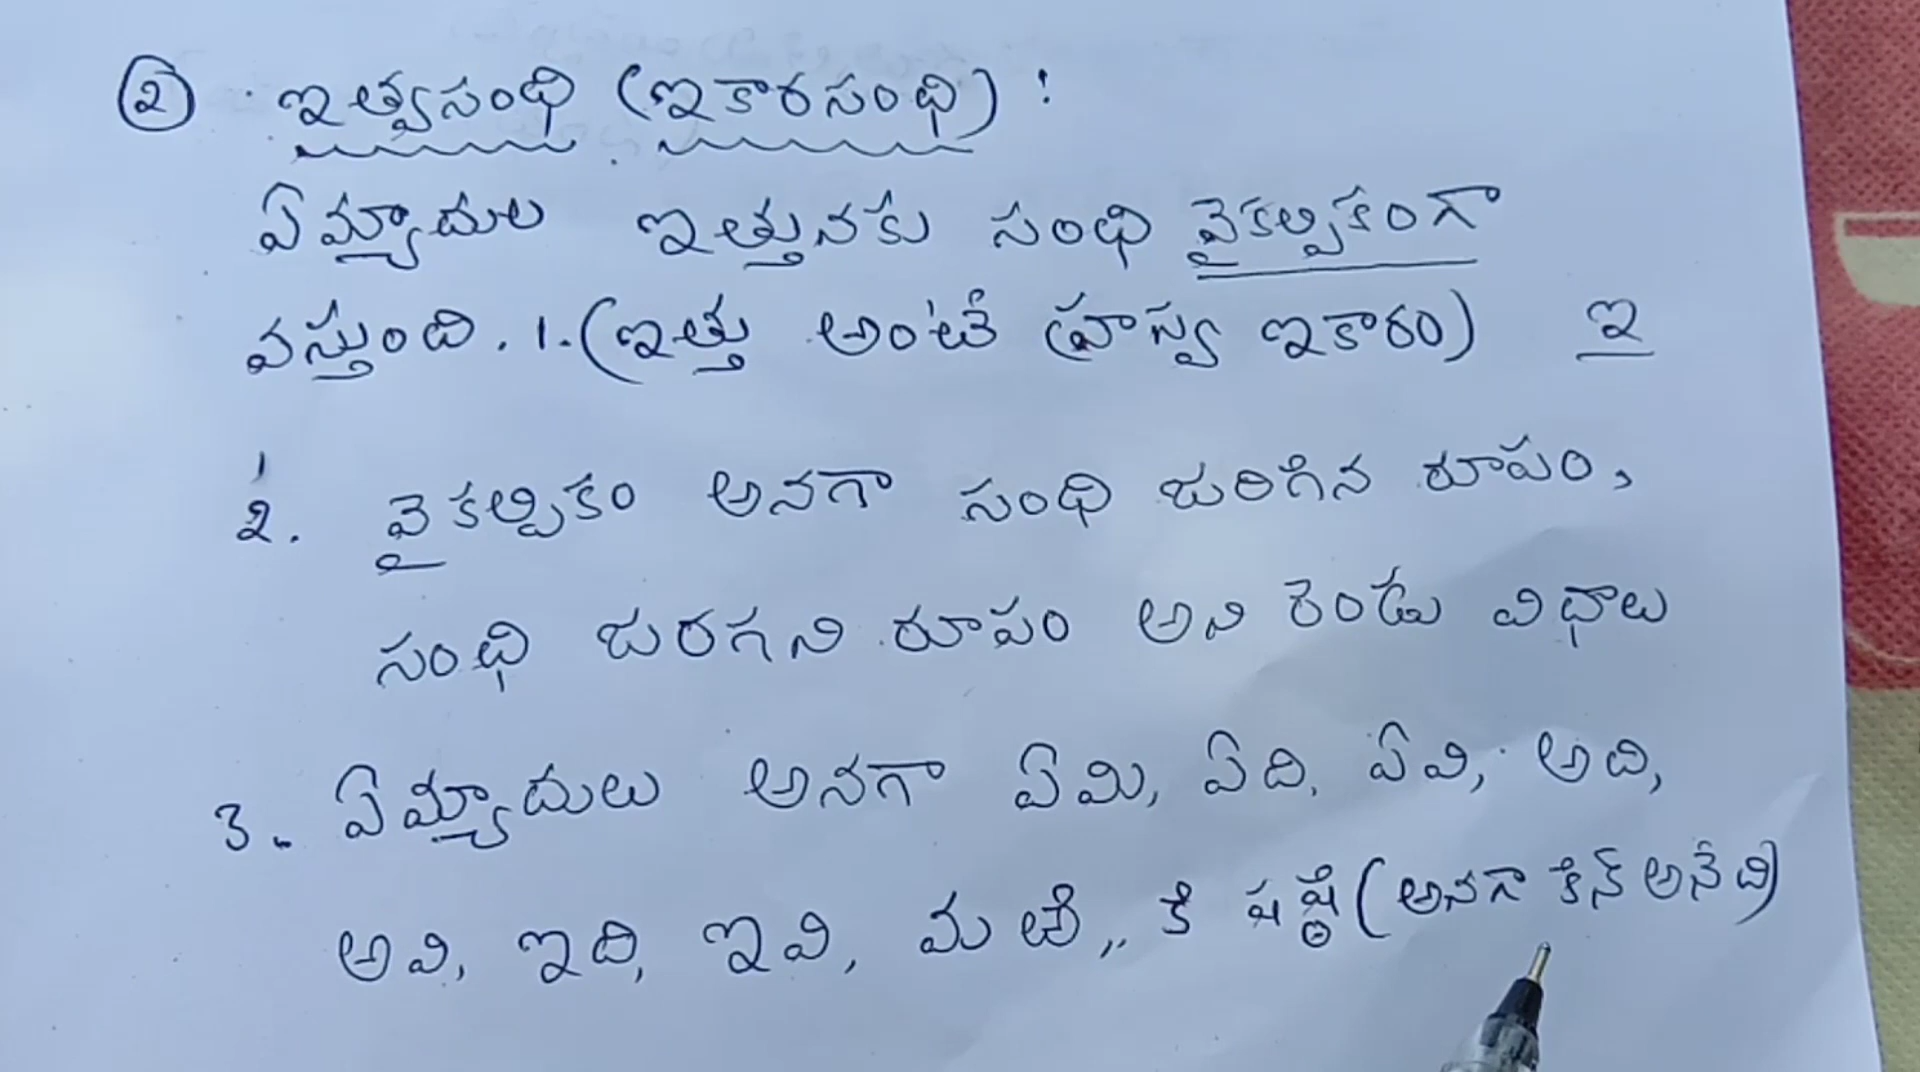 ② ఇత్వసంధి (ఇకారసంధి) :
ఏమ్యాదుల ఇత్తునకు సంధి వైకల్పికంగా
వస్తుంది. 1. (ఇత్తు అంటే హ్రస్వ ఇకారం) ఇ
2. వైకల్పికం అనగా సంధి జరిగిన రూపం,
సంధి జరగని రూపం అని రెండు విధాలు
3. ఏమ్యాదులు అనగా ఏమి, ఏది, ఏవి, అది,
అవి, ఇది, ఇవి, మఱి,, కి షష్ఠి (అనగా కిన్ అనేది)